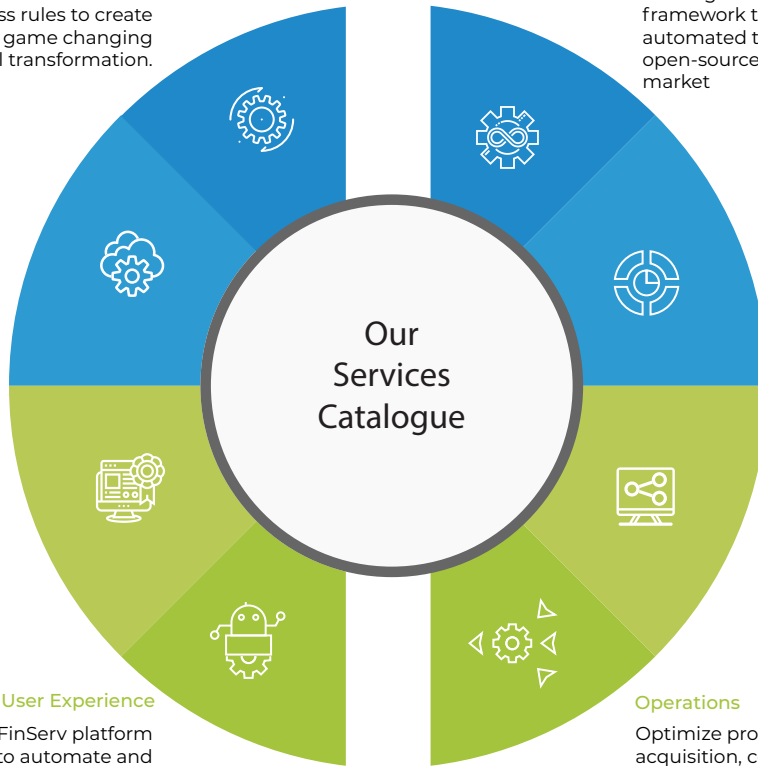 ss rules to create
game changing
l transformation.
framework t
automated t
open-source
market
Our
Services
Catalogue
User Experience
FinServ platform
to automate and
Operations
Optimize pro
acquisition, c